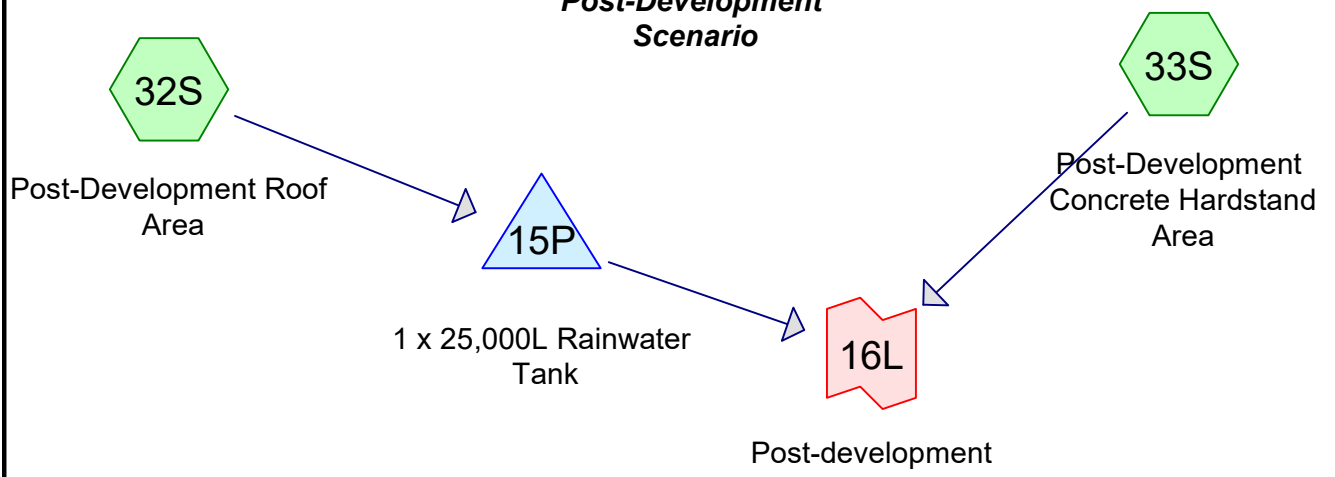 Post-Development
Scenario
32S
Post-Development Roof
Area
15P
1 x 25,000L Rainwater
Tank
33S
Post-Development
Concrete Hardstand
Area
16L
Post-development